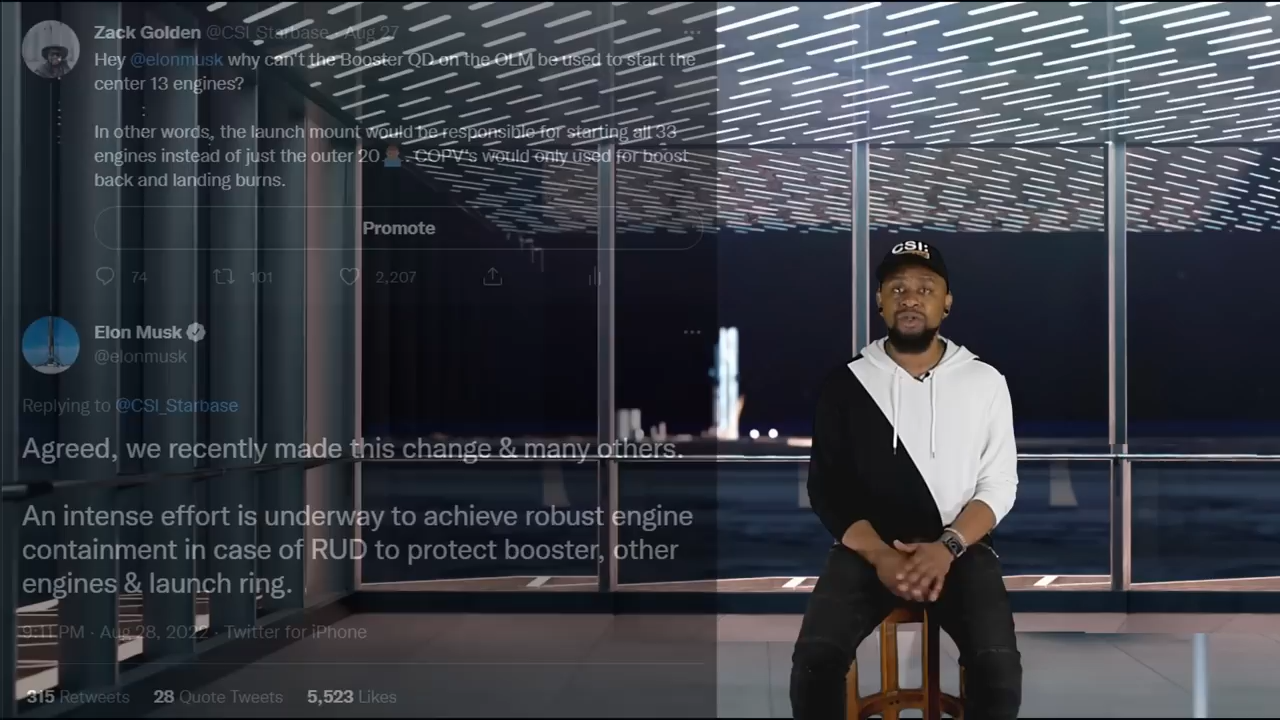 Zack Golden @CSI_Starbase · Aug 27
Hey @elonmusk why can't the Booster QD on the OLM be used to start the
center 13 engines?
In other words, the launch mount would be responsible for starting all 33
engines instead of just the outer 20 . COPV's would only used for boost
back and landing burns.
Promote
74 101 2,207
Elon Musk
@elonmusk
Replying to @CSI_Starbase
Agreed, we recently made this change & many others.
An intense effort is underway to achieve robust engine
containment in case of RUD to protect booster, other
engines & launch ring.
9:11 PM · Aug 28, 2022 · Twitter for iPhone
315 Retweets 28 Quote Tweets 5,523 Likes
CSI: